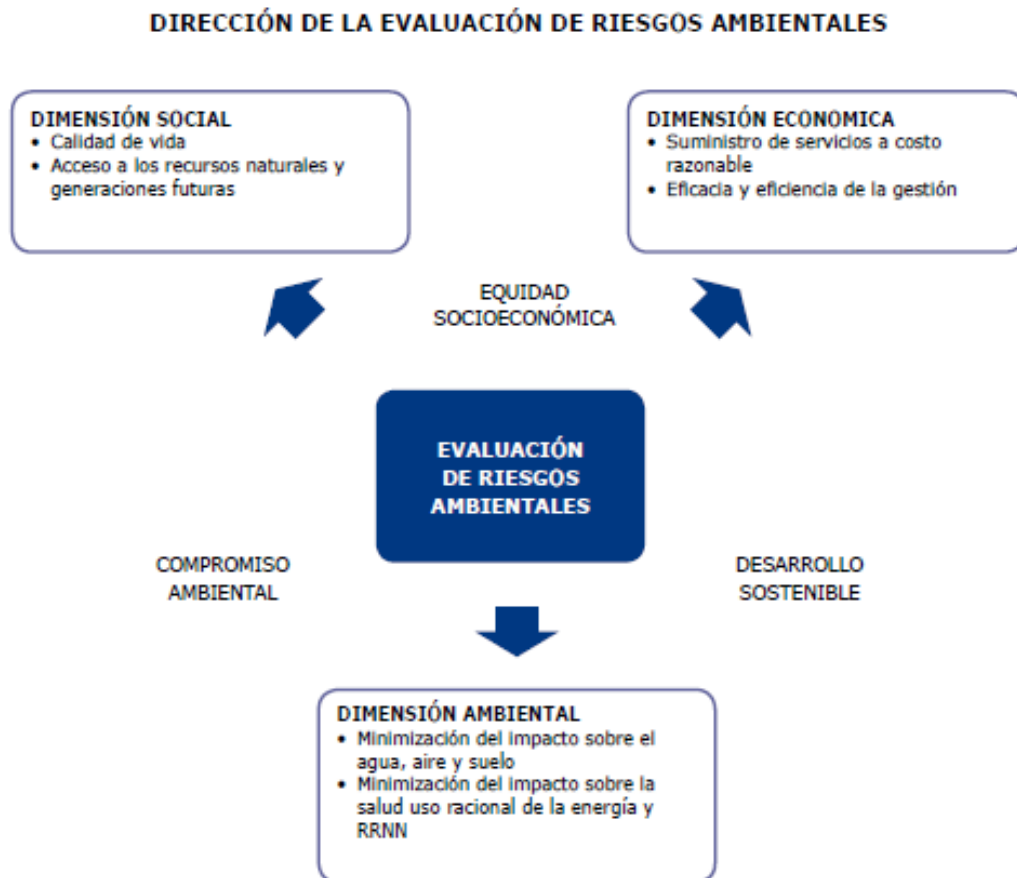 DIRECCIÓN DE LA EVALUACIÓN DE RIESGOS AMBIENTALES
DIMENSIÓN SOCIAL
• Calidad de vida
• Acceso a los recursos naturales y
generaciones futuras
DIMENSIÓN ECONOMICA
• Suministro de servicios a costo
razonable
• Eficacia y eficiencia de la gestión
EQUIDAD
SOCIOECONÓMICA
EVALUACIÓN
DE RIESGOS
AMBIENTALES
COMPROMISO
AMBIENTAL
DESARROLLO
SOSTENIBLE
DIMENSIÓN AMBIENTAL
• Minimización del impacto sobre el
agua, aire y suelo
• Minimización del impacto sobre la
salud uso racional de la energía y
RRNN